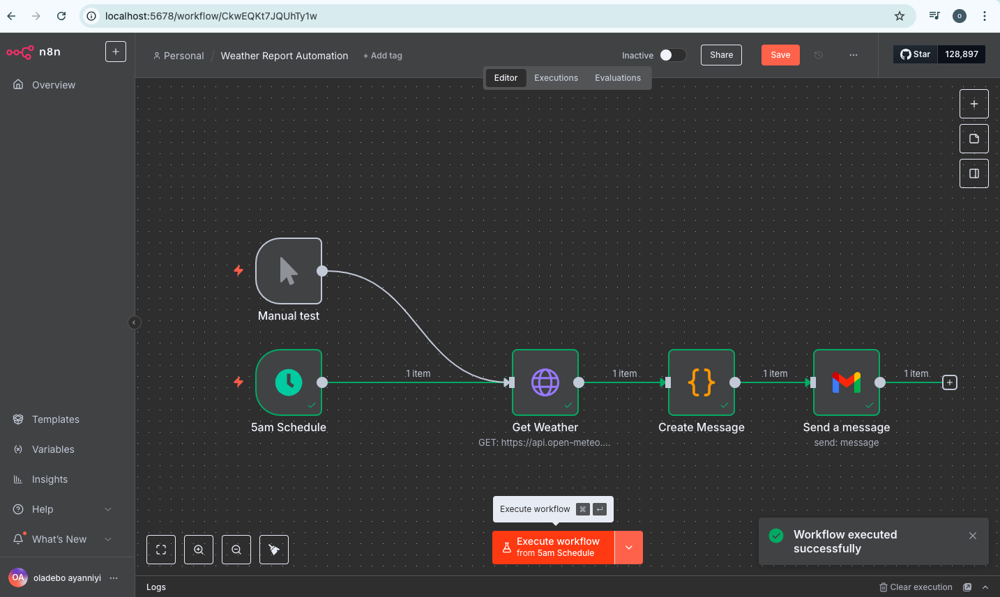 localhost:5678/workflow/CkwEQKt7JQUhTy1w
o
n8n
Personal / Weather Report Automation + Add tag
Inactive
Share
Save
Star 128,897
Editor Executions Evaluations
Overview
Manual test
1 item
1 item
1 item
1 item
5am Schedule
Get Weather
Create Message
Send a message
GET: https://api.open-meteo....
send: message
Templates
Variables
Insights
Help
What's New
OA oladebo ayanniyi
Execute workflow ⌘ ↵
Execute workflow
from 5am Schedule
Workflow executed
successfully
Logs
Clear execution